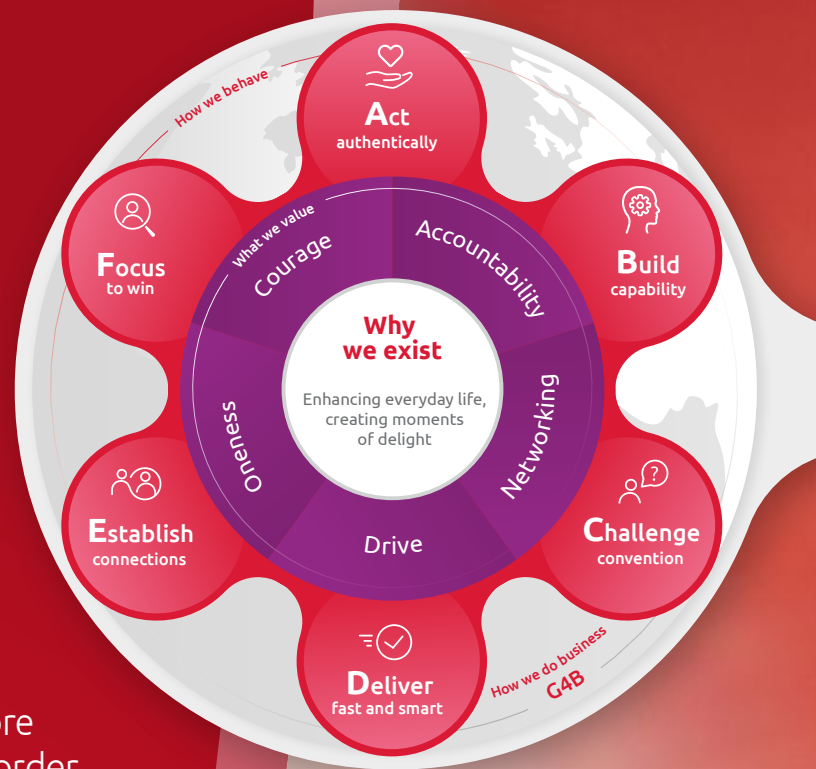 How we behave
Act
authentically
Focus
to win
Build
capability
What we value
Courage
Accountability
Why
we exist
Enhancing everyday life,
creating moments
of delight
Oneness
Networking
Drive
Establish
connections
?
Challenge
convention
Deliver
fast and smart
How we do business
G4B
order